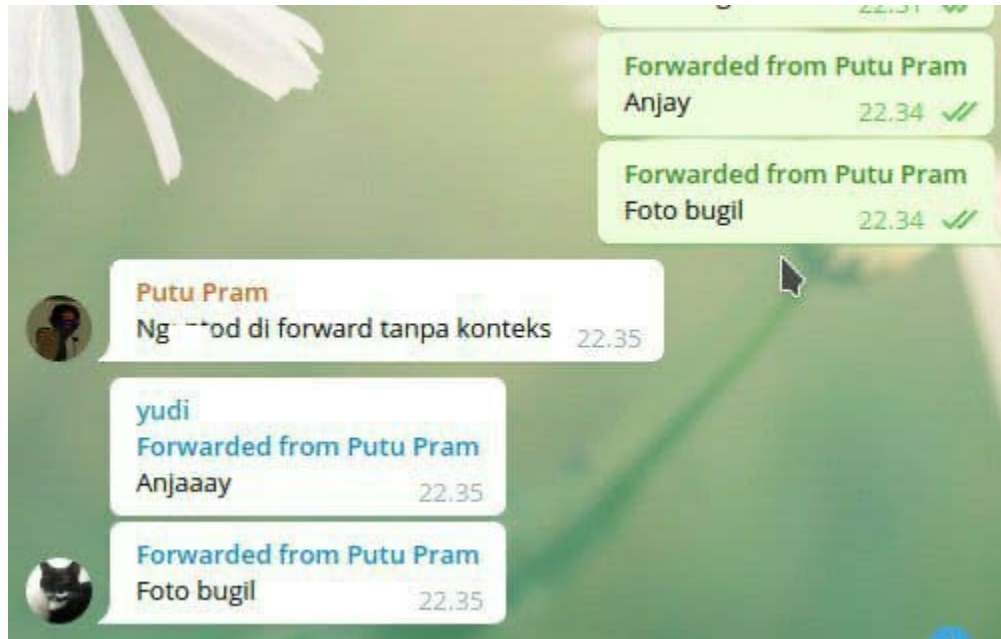 22.31
Forwarded from Putu Pram
Anjay
22.34
Forwarded from Putu Pram
Foto bugil
22.34
Putu Pram
di forward tanpa konteks
22.35
yudi
Forwarded from Putu Pram
Anjaaay
22.35
Forwarded from Putu Pram
Foto bugil
22.35